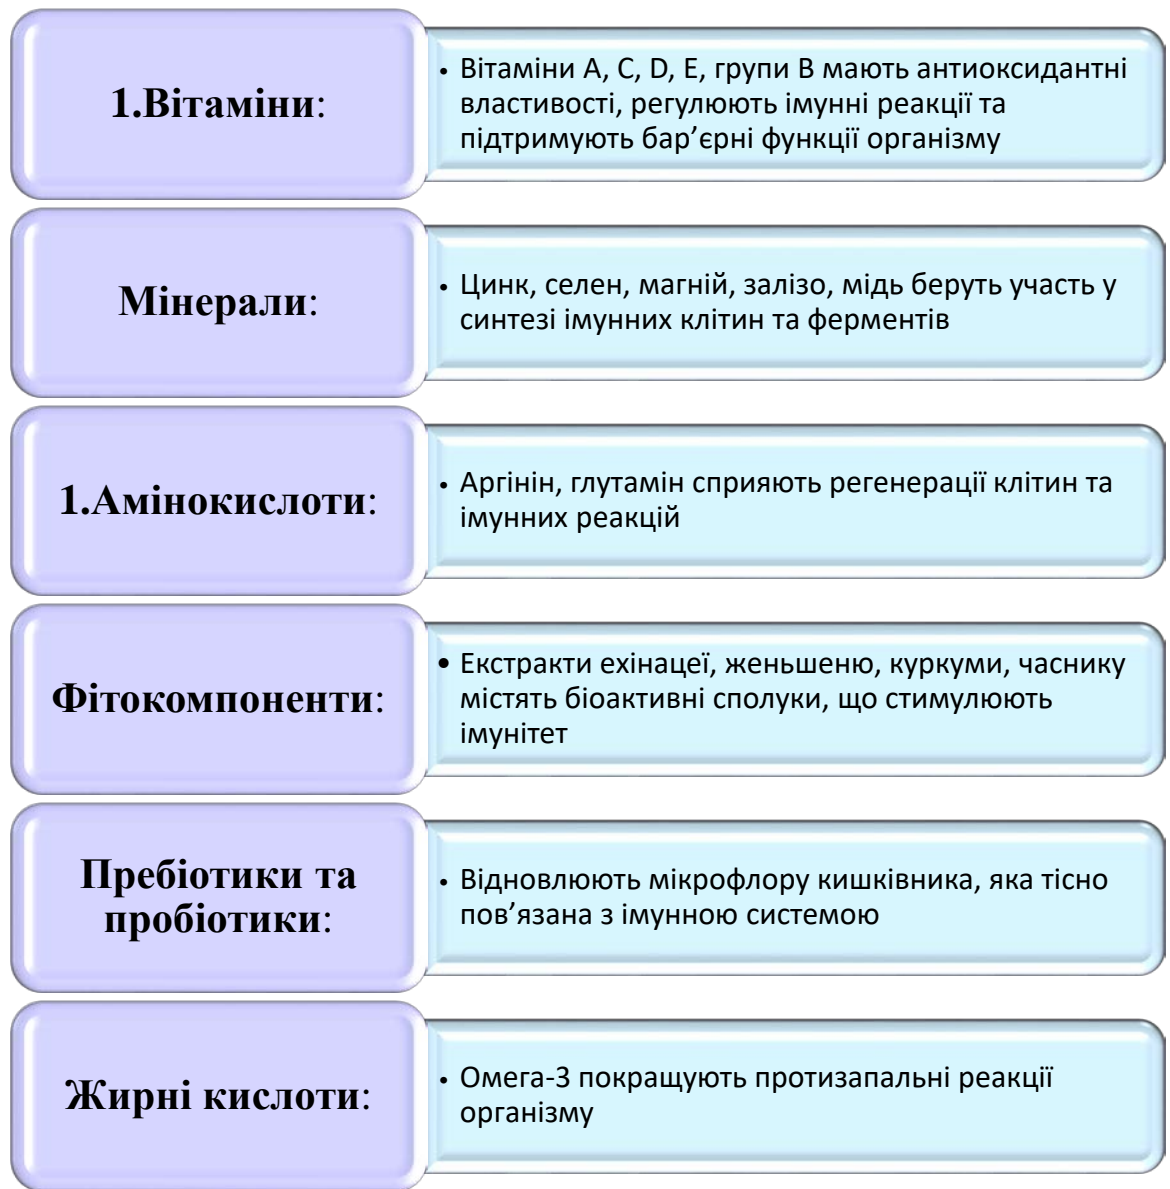 1.Вітаміни:
• Вітаміни А, С, D, Е, групи В мають антиоксидантні
властивості, регулюють імунні реакції та
підтримують бар’єрні функції організму
Мінерали:
• Цинк, селен, магній, залізо, мідь беруть участь у
синтезі імунних клітин та ферментів
1.Амінокислоти:
• Аргінін, глутамін сприяють регенерації клітин та
імунних реакцій
Фітокомпоненти:
• Екстракти ехінацеї, женьшеню, куркуми, часнику
містять біоактивні сполуки, що стимулюють
імунітет
Пребіотики та
пробіотики:
• Відновлюють мікрофлору кишківника, яка тісно
пов’язана з імунною системою
Жирні кислоти:
• Омега-3 покращують протизапальні реакції
організму